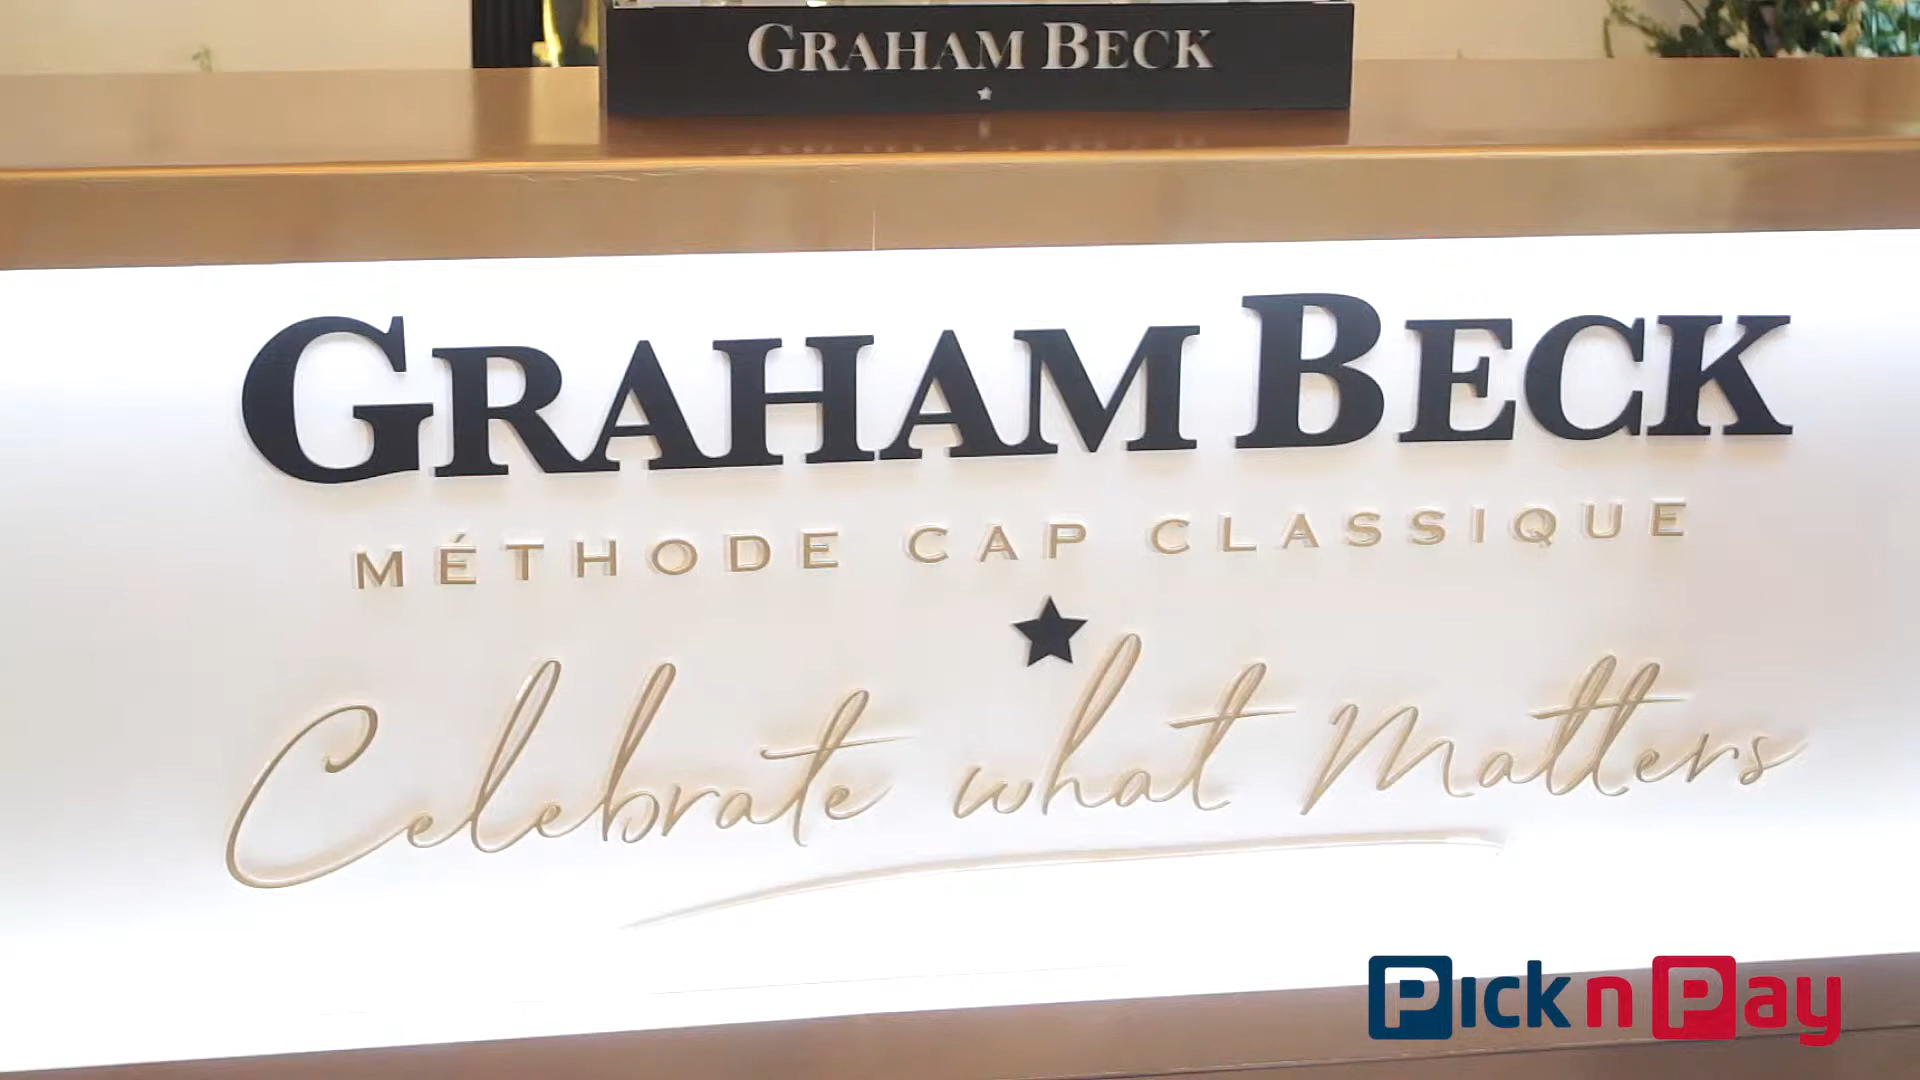 GRAHAM BECK
GRAHAM BECK
MÉTHODE CAP CLASSIQUE
Celebrate what Matters
Pick n Pay